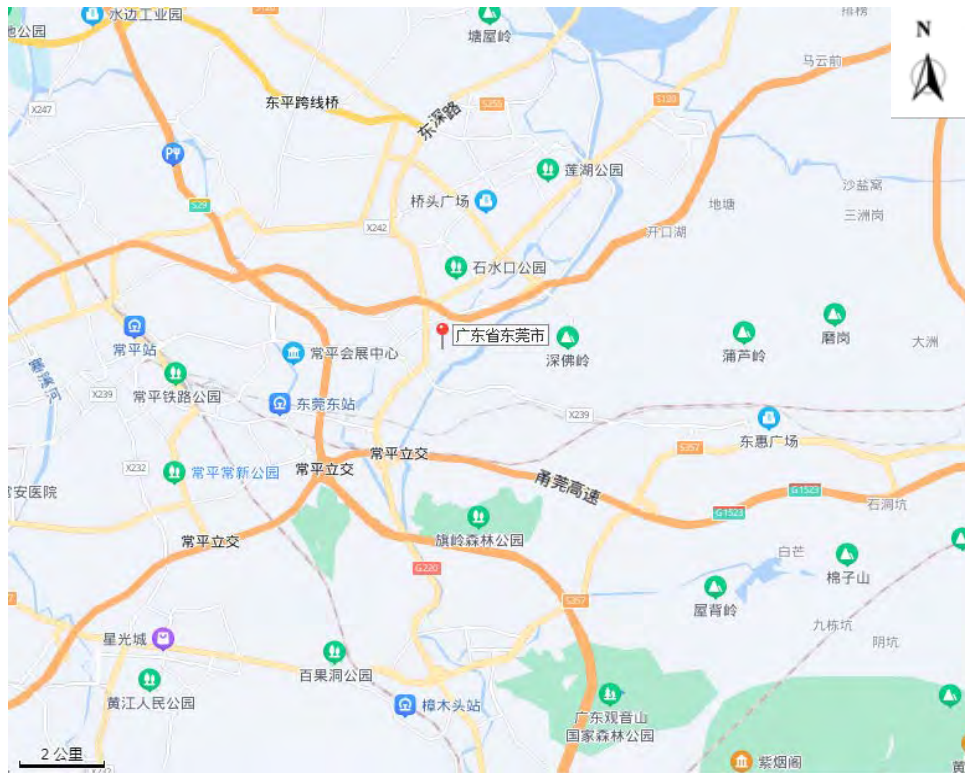 水边工业公园
塘屋岭
排榜
N
也公园
马云前
X247
东平跨线桥
S255
S120
东深路
莲湖公园
沙盐窝
S29
桥头广场
地塘
三洲岗
X242
开口湖
石水口公园
常平站
广东省东莞市
深佛岭
蒲芦岭
磨岗
大洲
常平会展中心
寒溪河
X239
常平铁路公园
东莞东站
X239
东惠广场
S357
常平立交
X232
常平常新公园
常平立交
甬莞高速
G1523
常安医院
G1523
石洞坑
常平立交
旗岭森林公园
白芒
棉子山
G220
屋背岭
S357
九栋坑
阴坑
星光城
百果洞公园
黄江人民公园
樟木头站
广东观音山
国家森林公园
2 公里
紫烟阁
黄